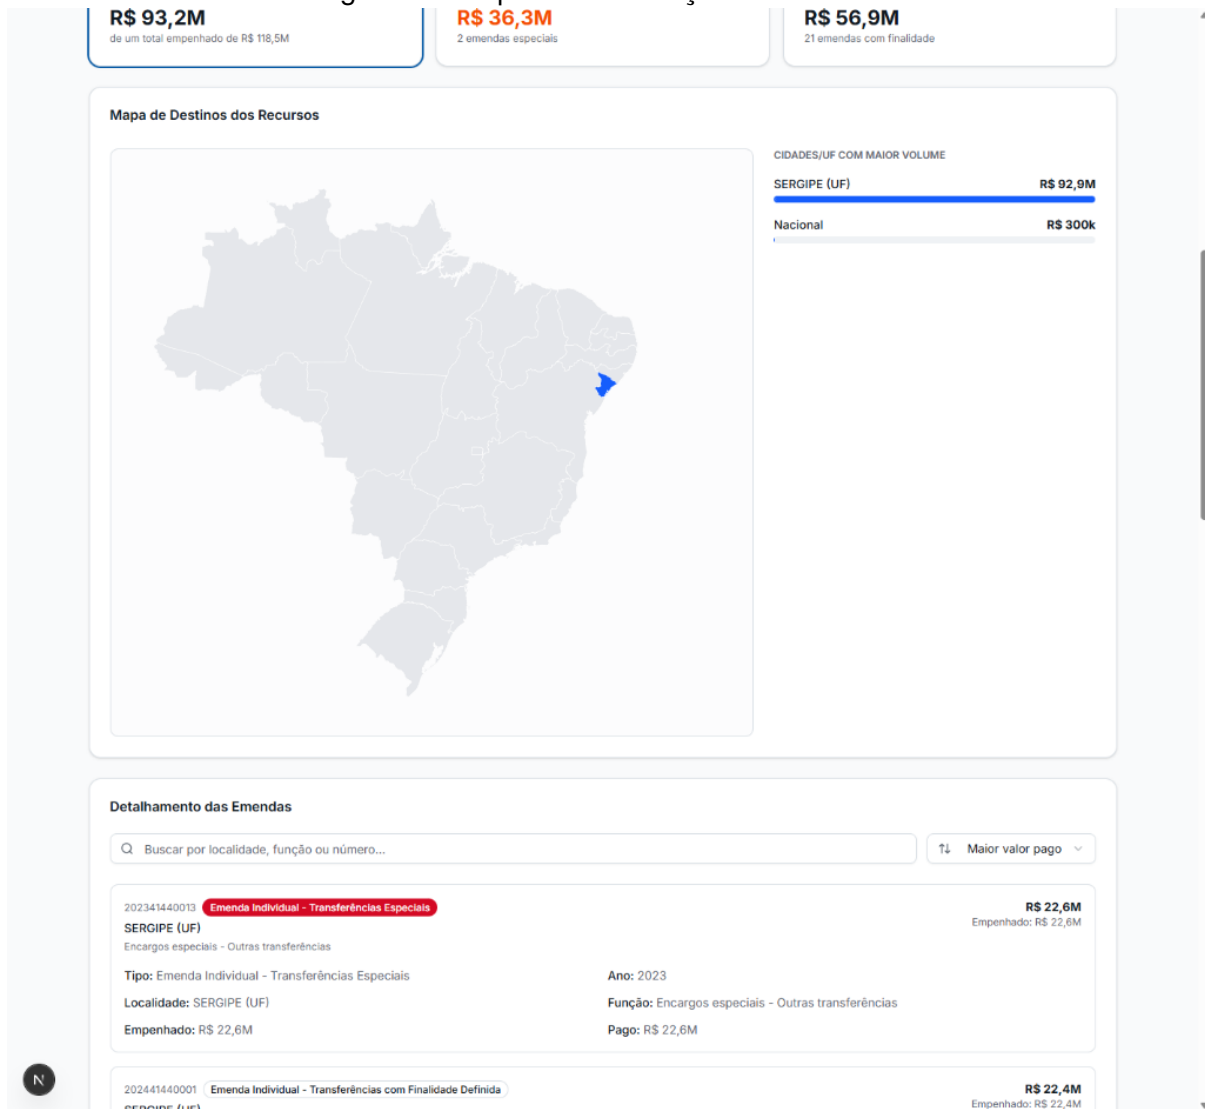 R$ 93,2M
de um total empenhado de R$ 118,5M
R$ 36,3M
2 emendas especiais
R$ 56,9M
21 emendas com finalidade
Mapa de Destinos dos Recursos
CIDADES/UF COM MAIOR VOLUME
SERGIPE (UF) R$ 92,9M
Nacional R$ 300k
Detalhamento das Emendas
Buscar por localidade, função ou número...
Maior valor pago
202341440013 Emenda Individual - Transferências Especiais R$ 22,6M
SERGIPE (UF) Empenhado: R$ 22,6M
Encargos especiais - Outras transferências
Tipo: Emenda Individual - Transferências Especiais Ano: 2023
Localidade: SERGIPE (UF) Função: Encargos especiais - Outras transferências
Empenhado: R$ 22,6M Pago: R$ 22,6M
N
202441440001 Emenda Individual - Transferências com Finalidade Definida R$ 22,4M
SERGIPE (UF) Empenhado: R$ 22,4M